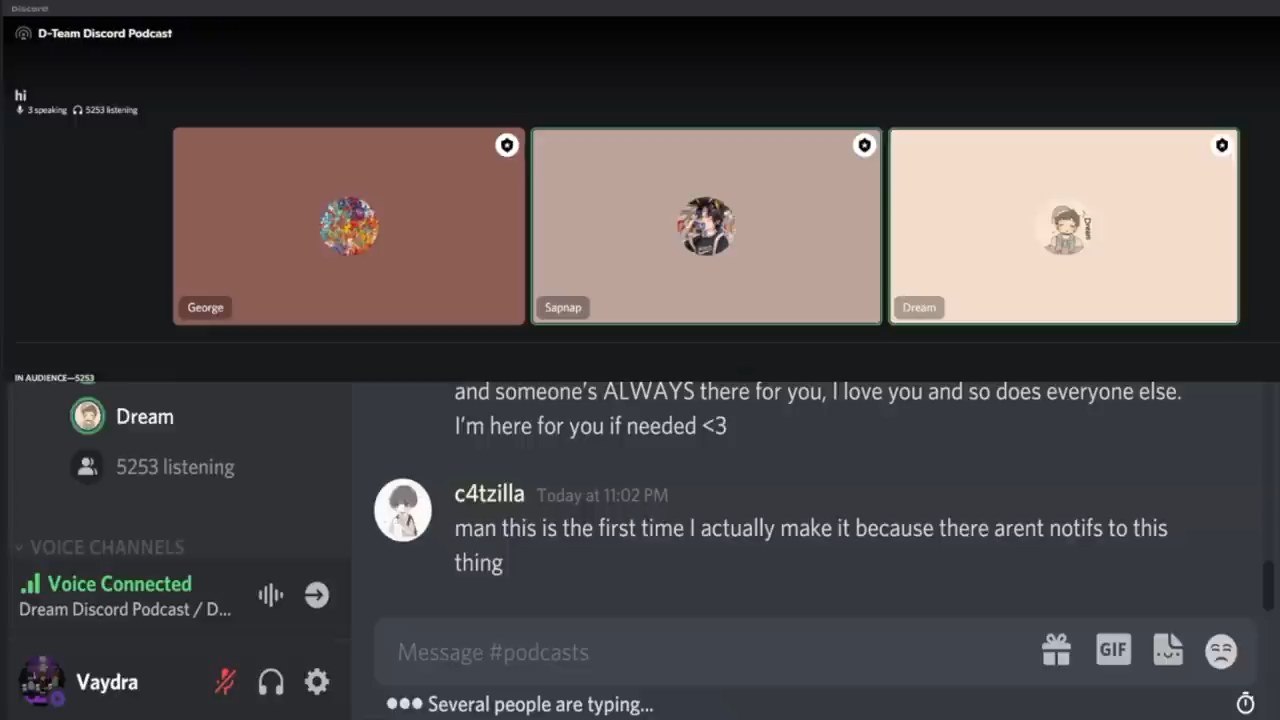 Discord
D-Team Discord Podcast
hi
3 speaking 5253 listening
George
Sapnap
Dream
Dream
IN AUDIENCE—5253
Dream
5253 listening
VOICE CHANNELS
Voice Connected
Dream Discord Podcast / D...
Vaydra
and someone's ALWAYS there for you, I love you and so does everyone else.
I'm here for you if needed <3
c4tzilla Today at 11:02 PM
man this is the first time I actually make it because there arent notifs to this
thing
Message #podcasts
GIF
Several people are typing...